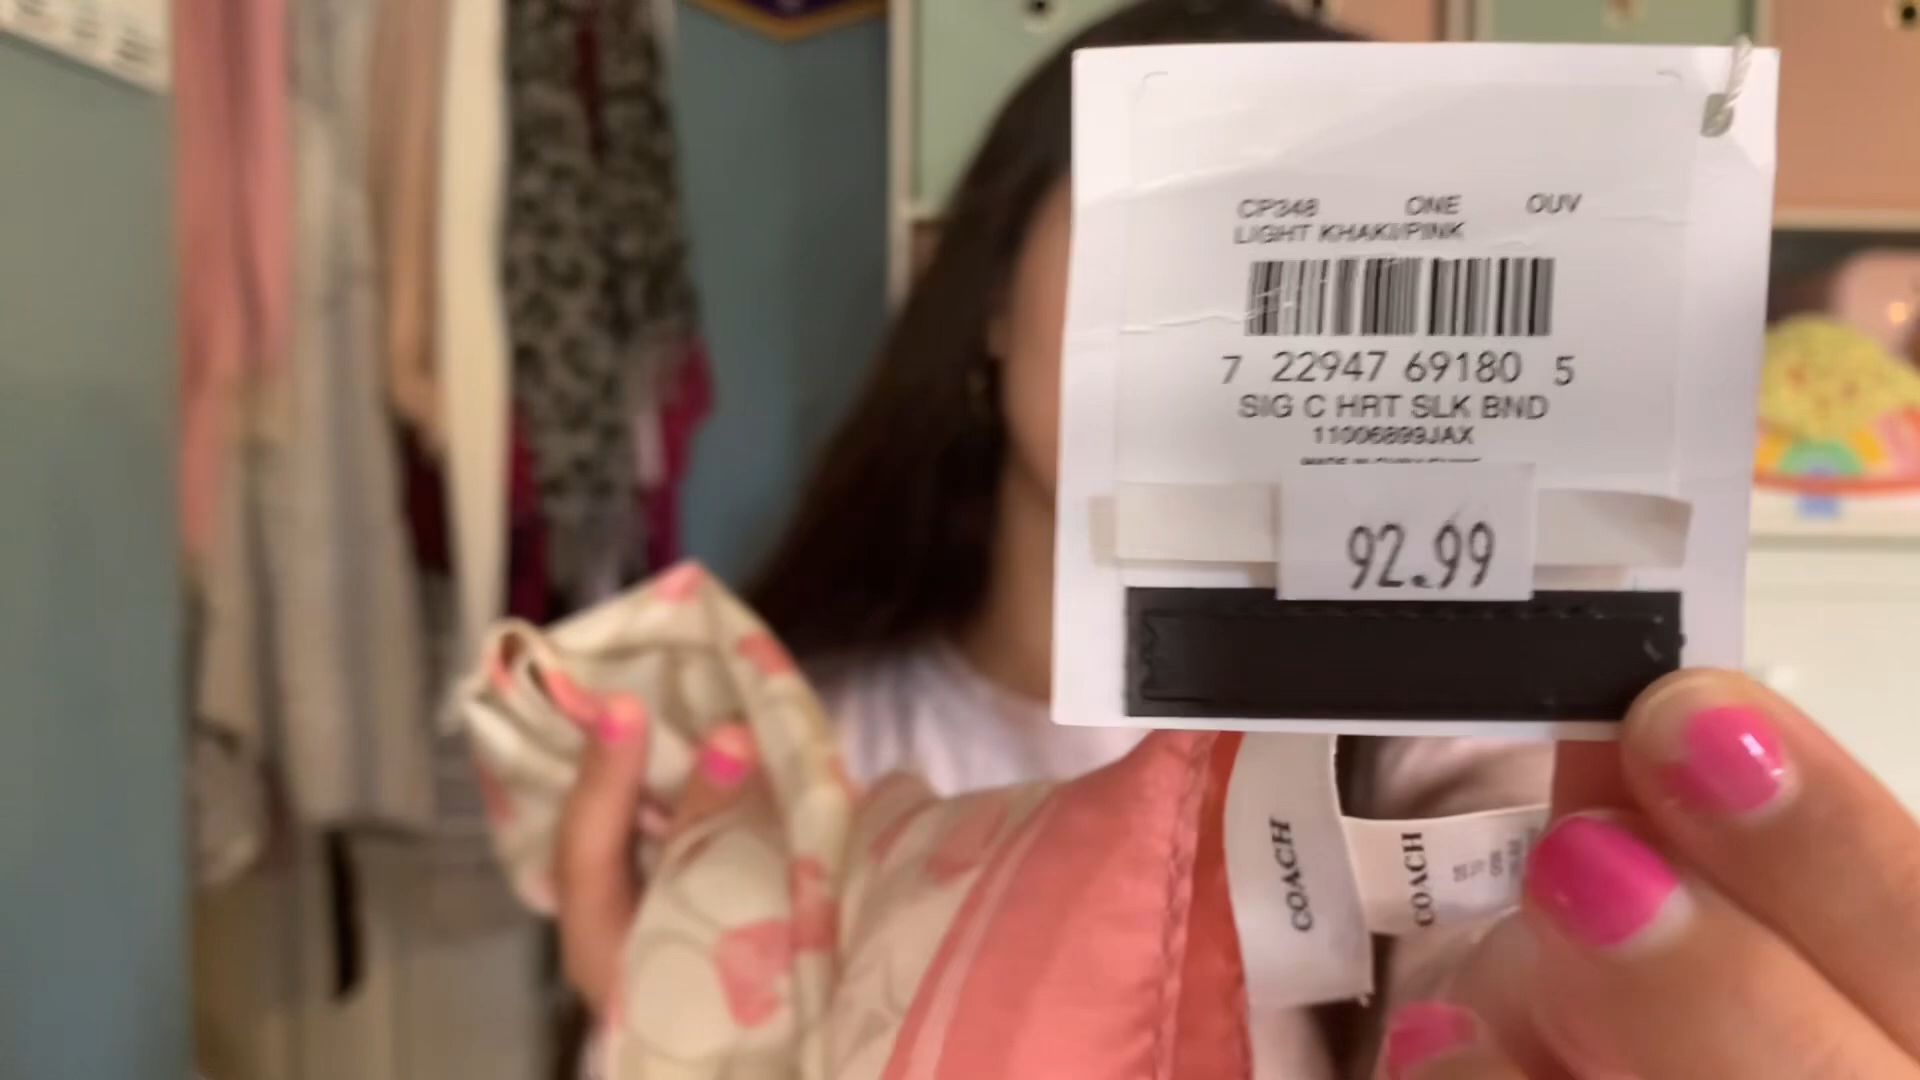 CP348 ONE OUV
LIGHT KHAKI/PINK
7 22947 69180 5
SIG C HRT SLK BND
11006899JAX
92.99
COACH
COACH